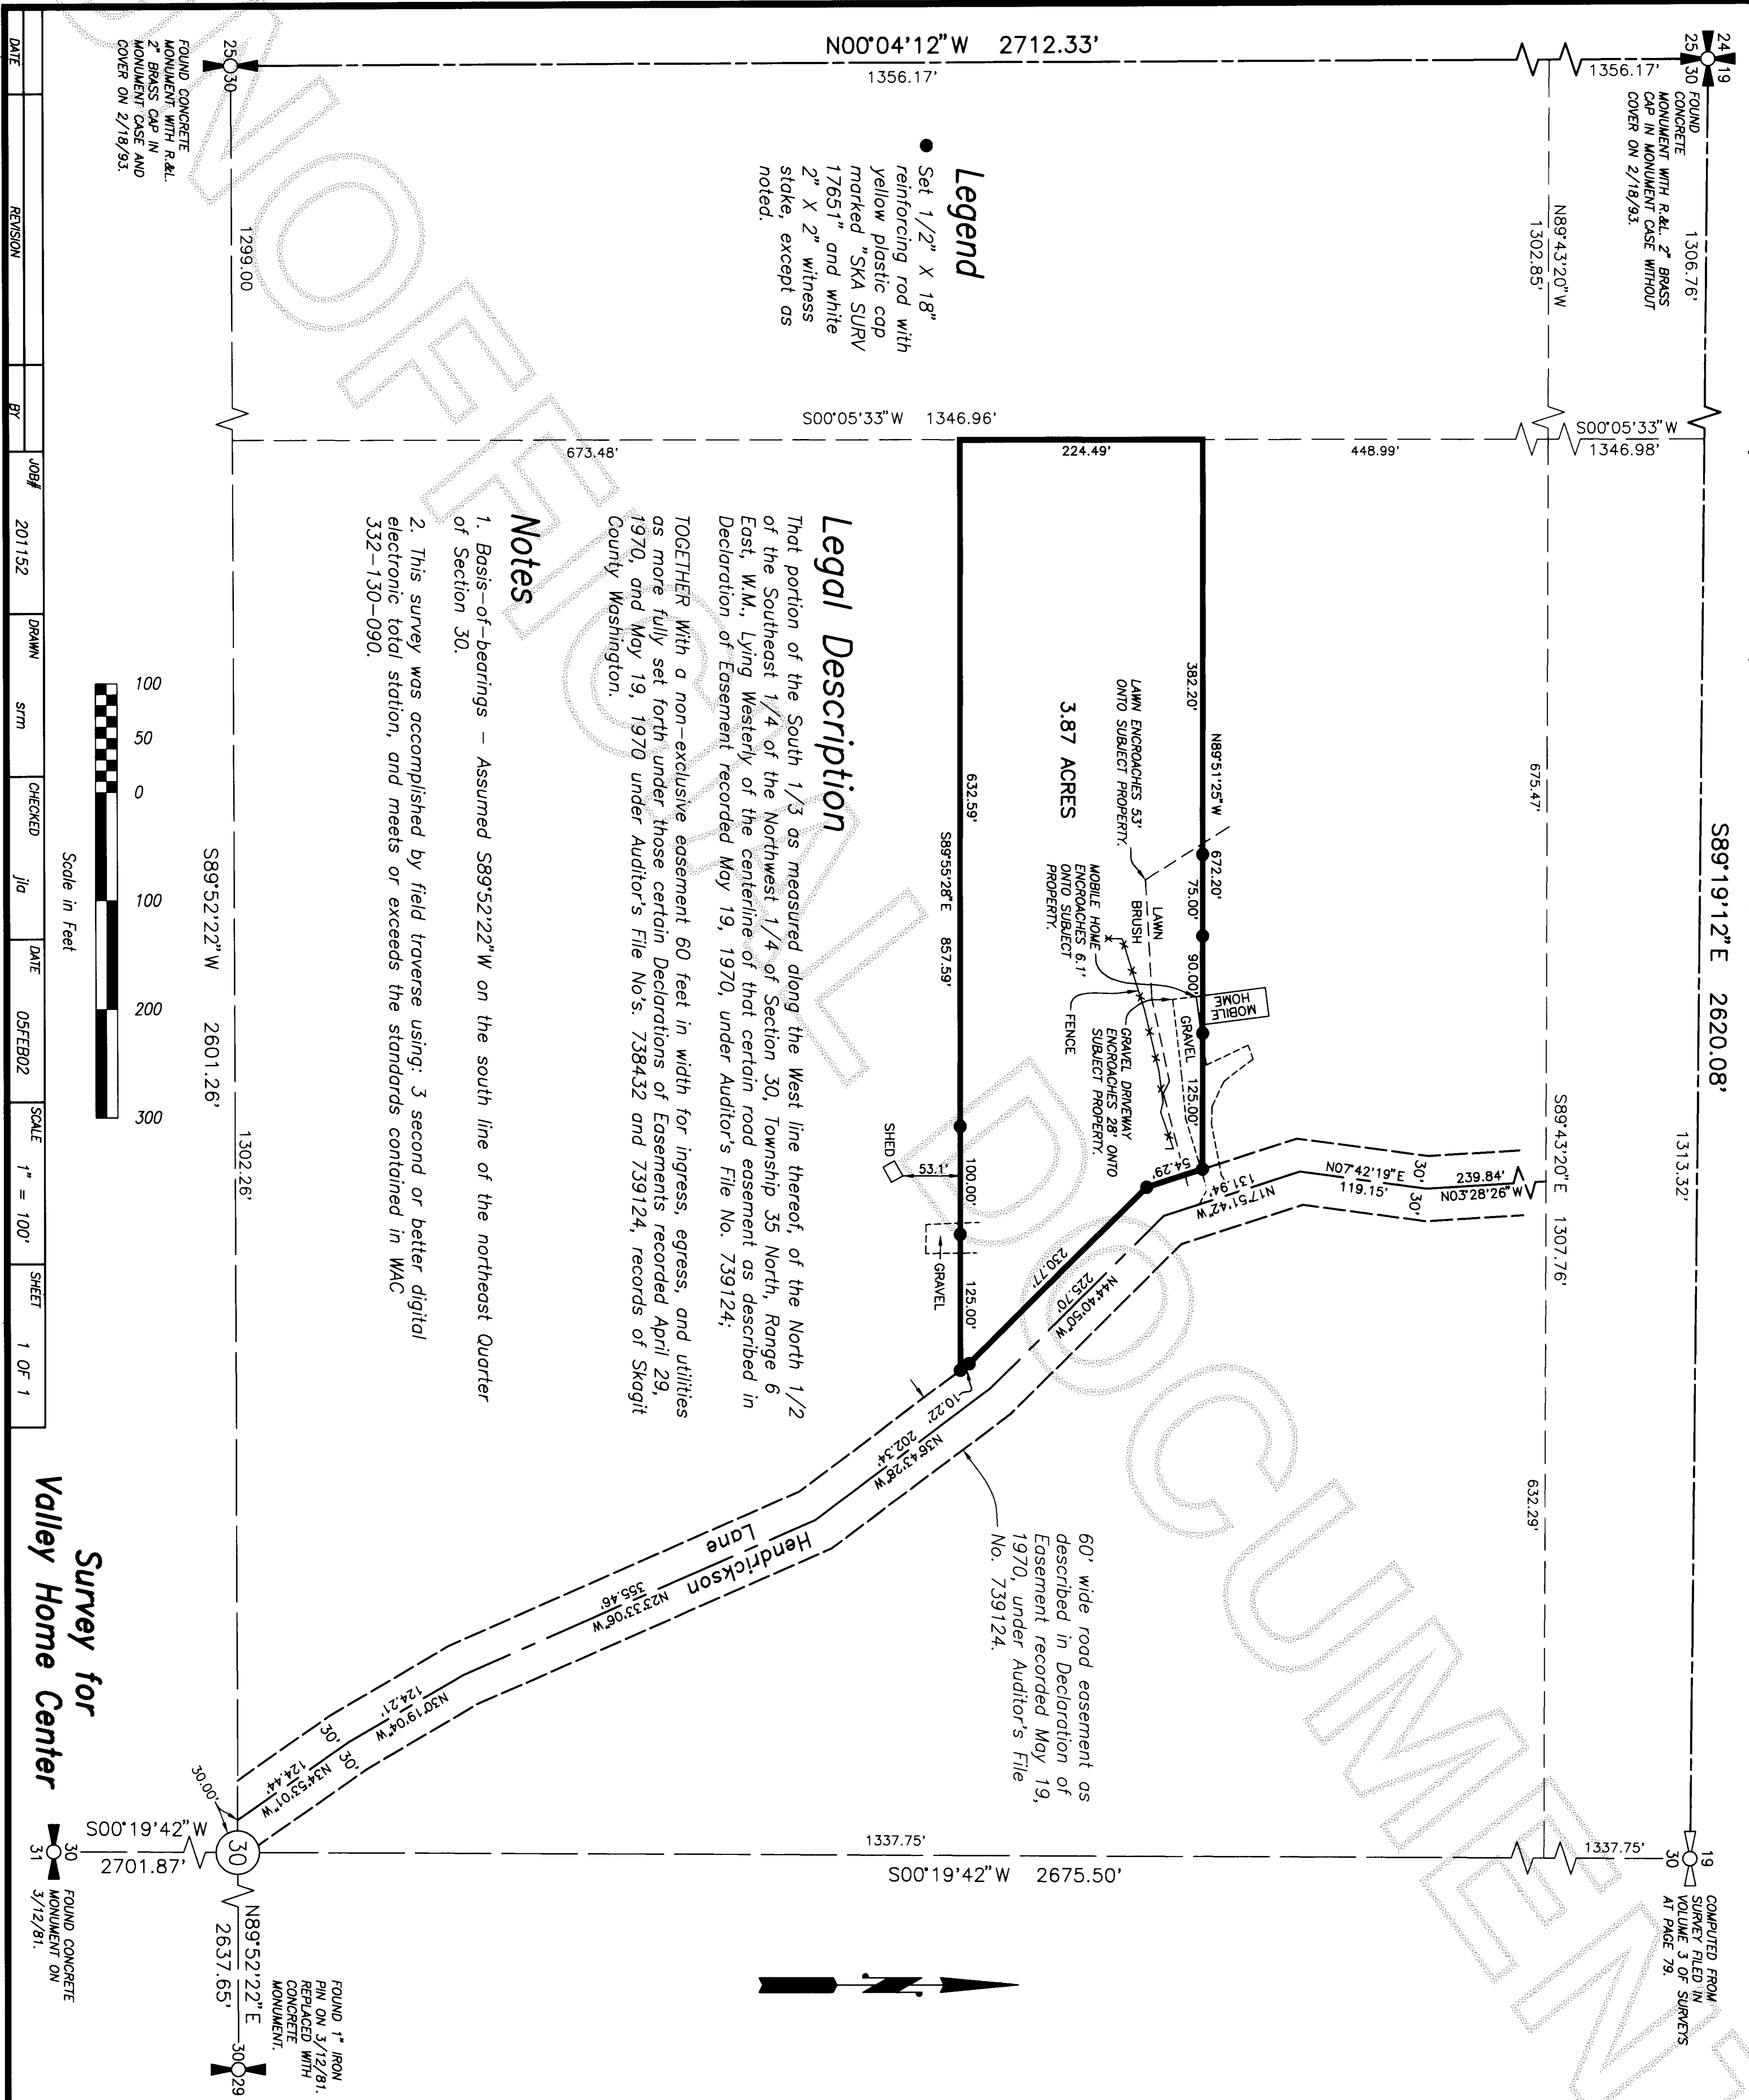 24 19
25 30
FOUND
CONCRETE
MONUMENT WITH R.&L. 2" BRASS
CAP IN MONUMENT CASE WITHOUT
COVER ON 2/18/93.
1306.76'
S89°19'12"E 2620.08'
1313.32'
19
30
COMPUTED FROM
SURVEY FILED IN
VOLUME 3 OF SURVEYS
AT PAGE 79.
1356.17'
S00°05'33"W
1346.98'
1337.75'
N89°43'20"W
1302.85'
675.47'
S89°43'20"E 1307.76'
632.29'
N00°04'12"W 2712.33'
1356.17'
S00°05'33"W 1346.96'
448.99'
224.49'
673.48'
239.84'
N03°28'26"W
N07°42'19"E
119.15'
30'
30'
N17°51'42"W
131.94'
54.29'
N89°51'25"W 672.20'
382.20'
75.00'
90.00'
125.00'
MOBILE
HOME
GRAVEL
LAWN ENCROACHES 53'
ONTO SUBJECT PROPERTY.
LAWN
BRUSH
MOBILE HOME
ENCROACHES 6.1'
ONTO SUBJECT
PROPERTY.
GRAVEL DRIVEWAY
ENCROACHES 28' ONTO
SUBJECT PROPERTY.
FENCE
3.87 ACRES
N44°40'50"W
225.70'
230.77'
632.59'
S89°55'28"E 857.59'
100.00'
125.00'
53.1'
SHED
GRAVEL
10.22'
N36°43'28"W
202.34'
60' wide road easement as
described in Declaration of
Easement recorded May 19,
1970, under Auditor's File
No. 739124.
Hendrickson
Lane
N23°33'06"W
355.46'
N30°19'04"W
124.21'
30'
30'
N34°53'01"W
124.44'
30.00'
1337.75'
S00°19'42"W 2675.50'
Legend
Set 1/2" X 18"
reinforcing rod with
yellow plastic cap
marked "SKA SURV
17651" and white
2" X 2" witness
stake, except as
noted.
Legal Description
That portion of the South 1/3 as measured along the West line thereof, of the North 1/2
of the Southeast 1/4 of the Northwest 1/4 of Section 30, Township 35 North, Range 6
East, W.M., Lying Westerly of the centerline of that certain road easement as described in
Declaration of Easement recorded May 19, 1970, under Auditor's File No. 739124;
TOGETHER With a non-exclusive easement 60 feet in width for ingress, egress, and utilities
as more fully set forth under those certain Declarations of Easements recorded April 29,
1970, and May 19, 1970 under Auditor's File No's. 738432 and 739124, records of Skagit
County Washington.
Notes
1. Basis-of-bearings - Assumed S89°52'22"W on the south line of the northeast Quarter
of Section 30.
2. This survey was accomplished by field traverse using: 3 second or better digital
electronic total station, and meets or exceeds the standards contained in WAC
332-130-090.
25 30
1299.00
S89°52'22"W 2601.26'
1302.26'
30
N89°52'22"E
2637.65'
30 29
FOUND 1" IRON
PIN ON 3/12/81.
REPLACED WITH
CONCRETE
MONUMENT.
FOUND CONCRETE
MONUMENT WITH R.&L.
2" BRASS CAP IN
MONUMENT CASE AND
COVER ON 2/18/93.
100 50 0 100 200 300
Scale in Feet
S00°19'42"W
2701.87'
30
31
FOUND CONCRETE
MONUMENT ON
3/12/81.
Survey for
Valley Home Center
DATE REVISION BY JOB# 201152 DRAWN srm CHECKED jla DATE 05FEB02 SCALE 1" = 100' SHEET 1 OF 1
UNOFFICIAL DOCUMENT